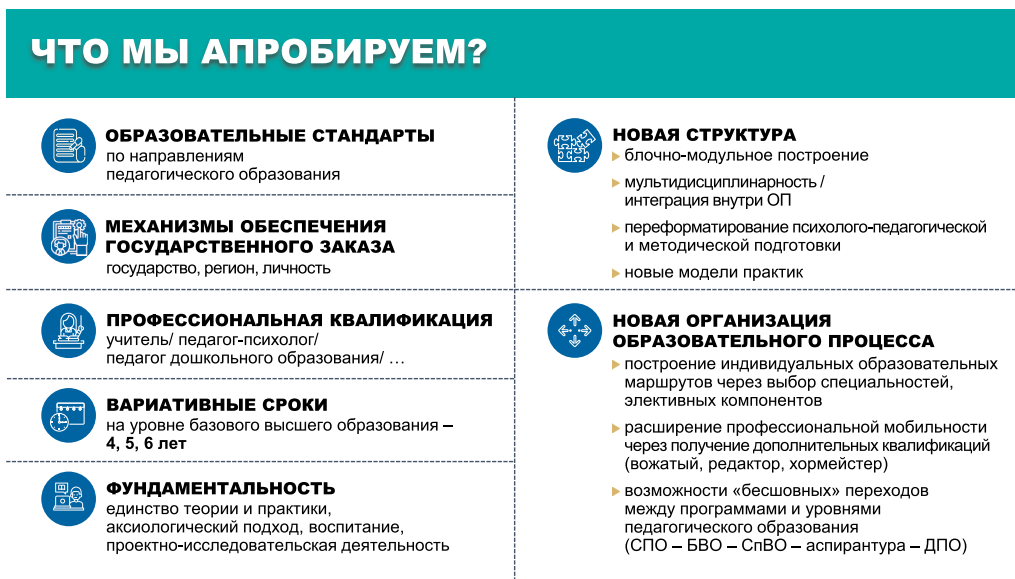 ЧТО МЫ АПРОБИРУЕМ?
ОБРАЗОВАТЕЛЬНЫЕ СТАНДАРТЫ
по направлениям
педагогического образования
МЕХАНИЗМЫ ОБЕСПЕЧЕНИЯ
ГОСУДАРСТВЕННОГО ЗАКАЗА
государство, регион, личность
ПРОФЕССИОНАЛЬНАЯ КВАЛИФИКАЦИЯ
учитель/ педагог-психолог/
педагог дошкольного образования/ …
ВАРИАТИВНЫЕ СРОКИ
на уровне базового высшего образования –
4, 5, 6 лет
ФУНДАМЕНТАЛЬНОСТЬ
единство теории и практики,
аксиологический подход, воспитание,
проектно-исследовательская деятельность
НОВАЯ СТРУКТУРА
блочно-модульное построение
мультидисциплинарность /
интеграция внутри ОП
переформатирование психолого-педагогической
и методической подготовки
новые модели практик
НОВАЯ ОРГАНИЗАЦИЯ
ОБРАЗОВАТЕЛЬНОГО ПРОЦЕССА
построение индивидуальных образовательных
маршрутов через выбор специальностей,
элективных компонентов
расширение профессиональной мобильности
через получение дополнительных квалификаций
(вожатый, редактор, хормейстер)
возможности «бесшовных» переходов
между программами и уровнями
педагогического образования
(СПО – БВО – СпВО – аспирантура – ДПО)